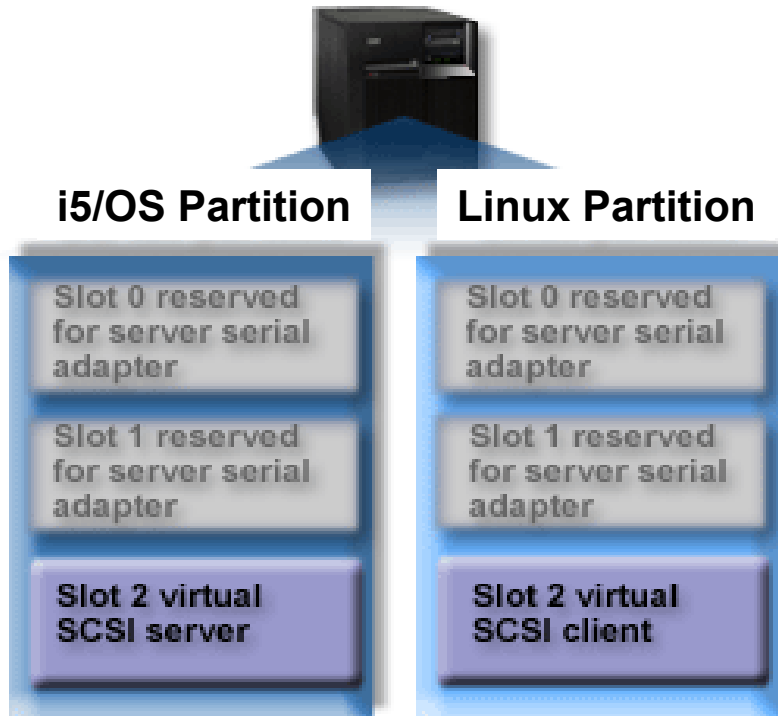 i5/OS Partition
Slot 0 reserved
for server serial
adapter
Slot 1 reserved
for server serial
adapter
Slot 2 virtual
SCSI server
Linux Partition
Slot 0 reserved
for server serial
adapter
Slot 1 reserved
for server serial
adapter
Slot 2 virtual
SCSI client